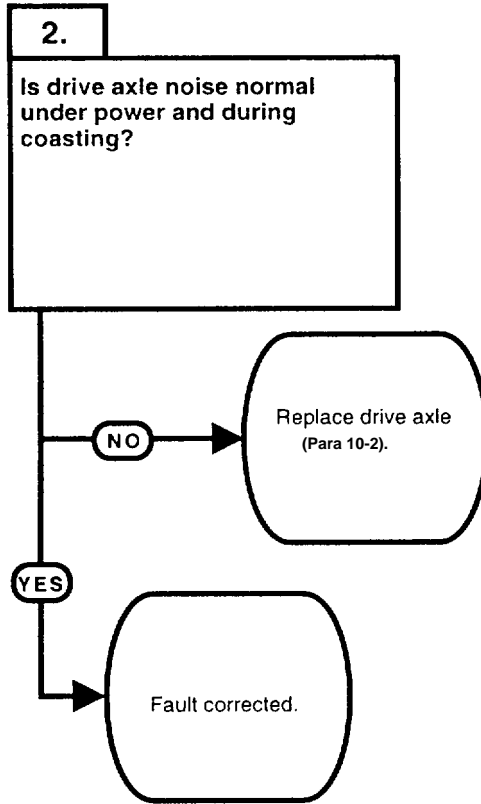 2.
Is drive axle noise normal
under power and during
coasting?
NO
Replace drive axle
(Para 10-2).
YES
Fault corrected.